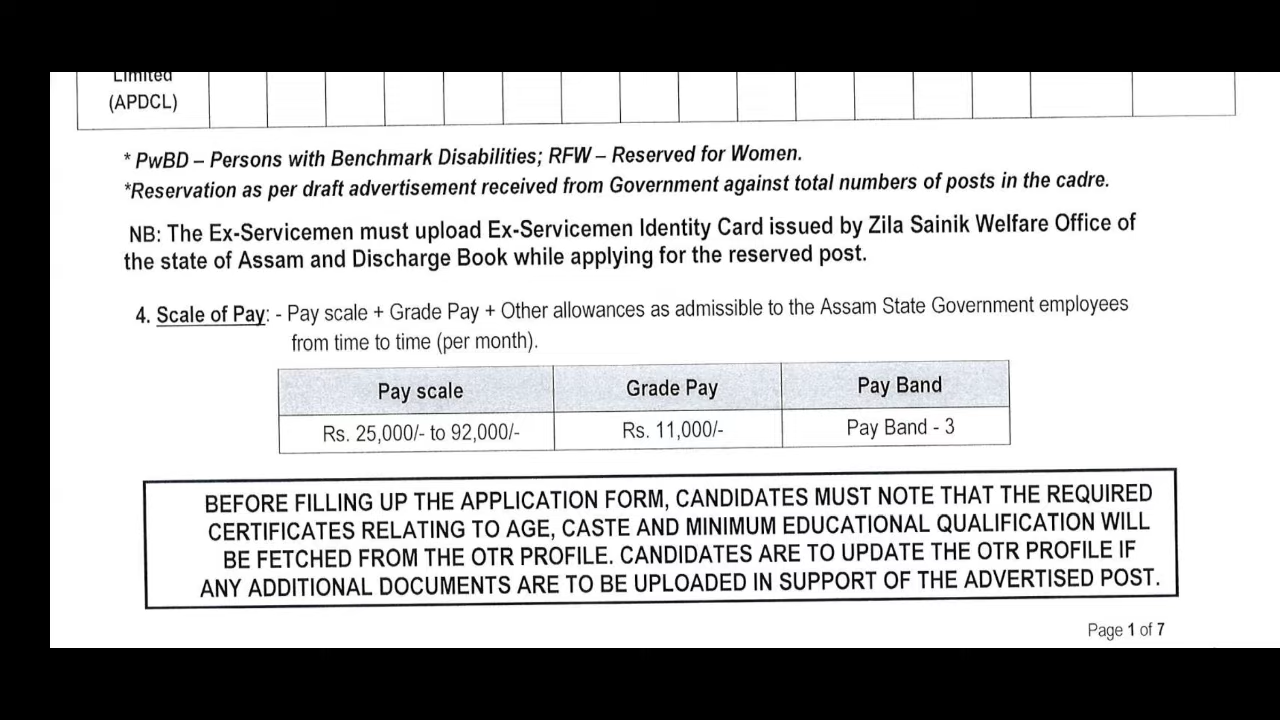 Limited
(APDCL)
* PwBD – Persons with Benchmark Disabilities; RFW – Reserved for Women.
*Reservation as per draft advertisement received from Government against total numbers of posts in the cadre.
NB: The Ex-Servicemen must upload Ex-Servicemen Identity Card issued by Zila Sainik Welfare Office of
the state of Assam and Discharge Book while applying for the reserved post.
4. Scale of Pay: - Pay scale + Grade Pay + Other allowances as admissible to the Assam State Government employees
from time to time (per month).
Pay scale Grade Pay Pay Band
Rs. 25,000/- to 92,000/- Rs. 11,000/- Pay Band - 3
BEFORE FILLING UP THE APPLICATION FORM, CANDIDATES MUST NOTE THAT THE REQUIRED
CERTIFICATES RELATING TO AGE, CASTE AND MINIMUM EDUCATIONAL QUALIFICATION WILL
BE FETCHED FROM THE OTR PROFILE. CANDIDATES ARE TO UPDATE THE OTR PROFILE IF
ANY ADDITIONAL DOCUMENTS ARE TO BE UPLOADED IN SUPPORT OF THE ADVERTISED POST.
Page 1 of 7